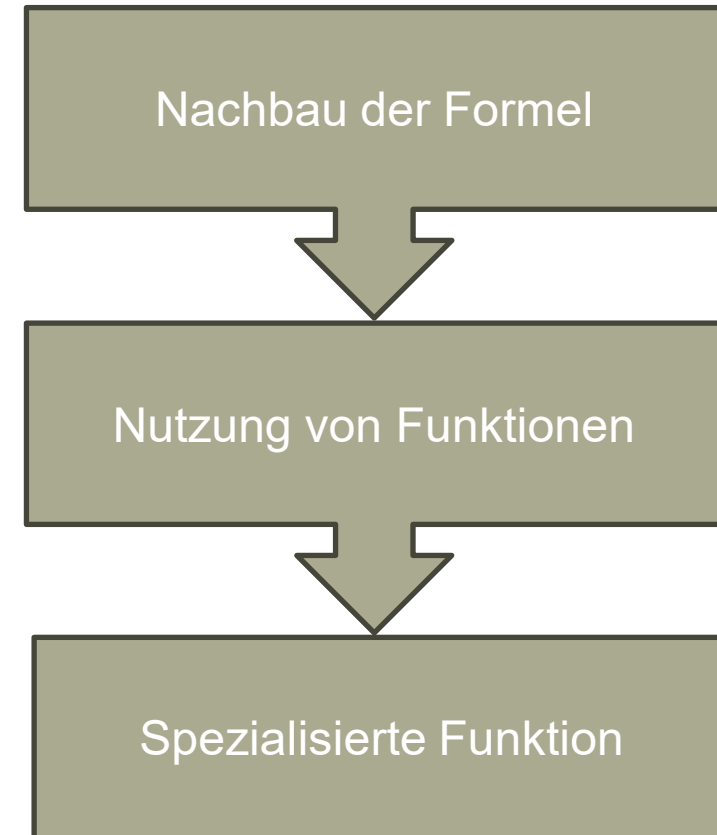 Nachbau der Formel
Nutzung von Funktionen
Spezialisierte Funktion